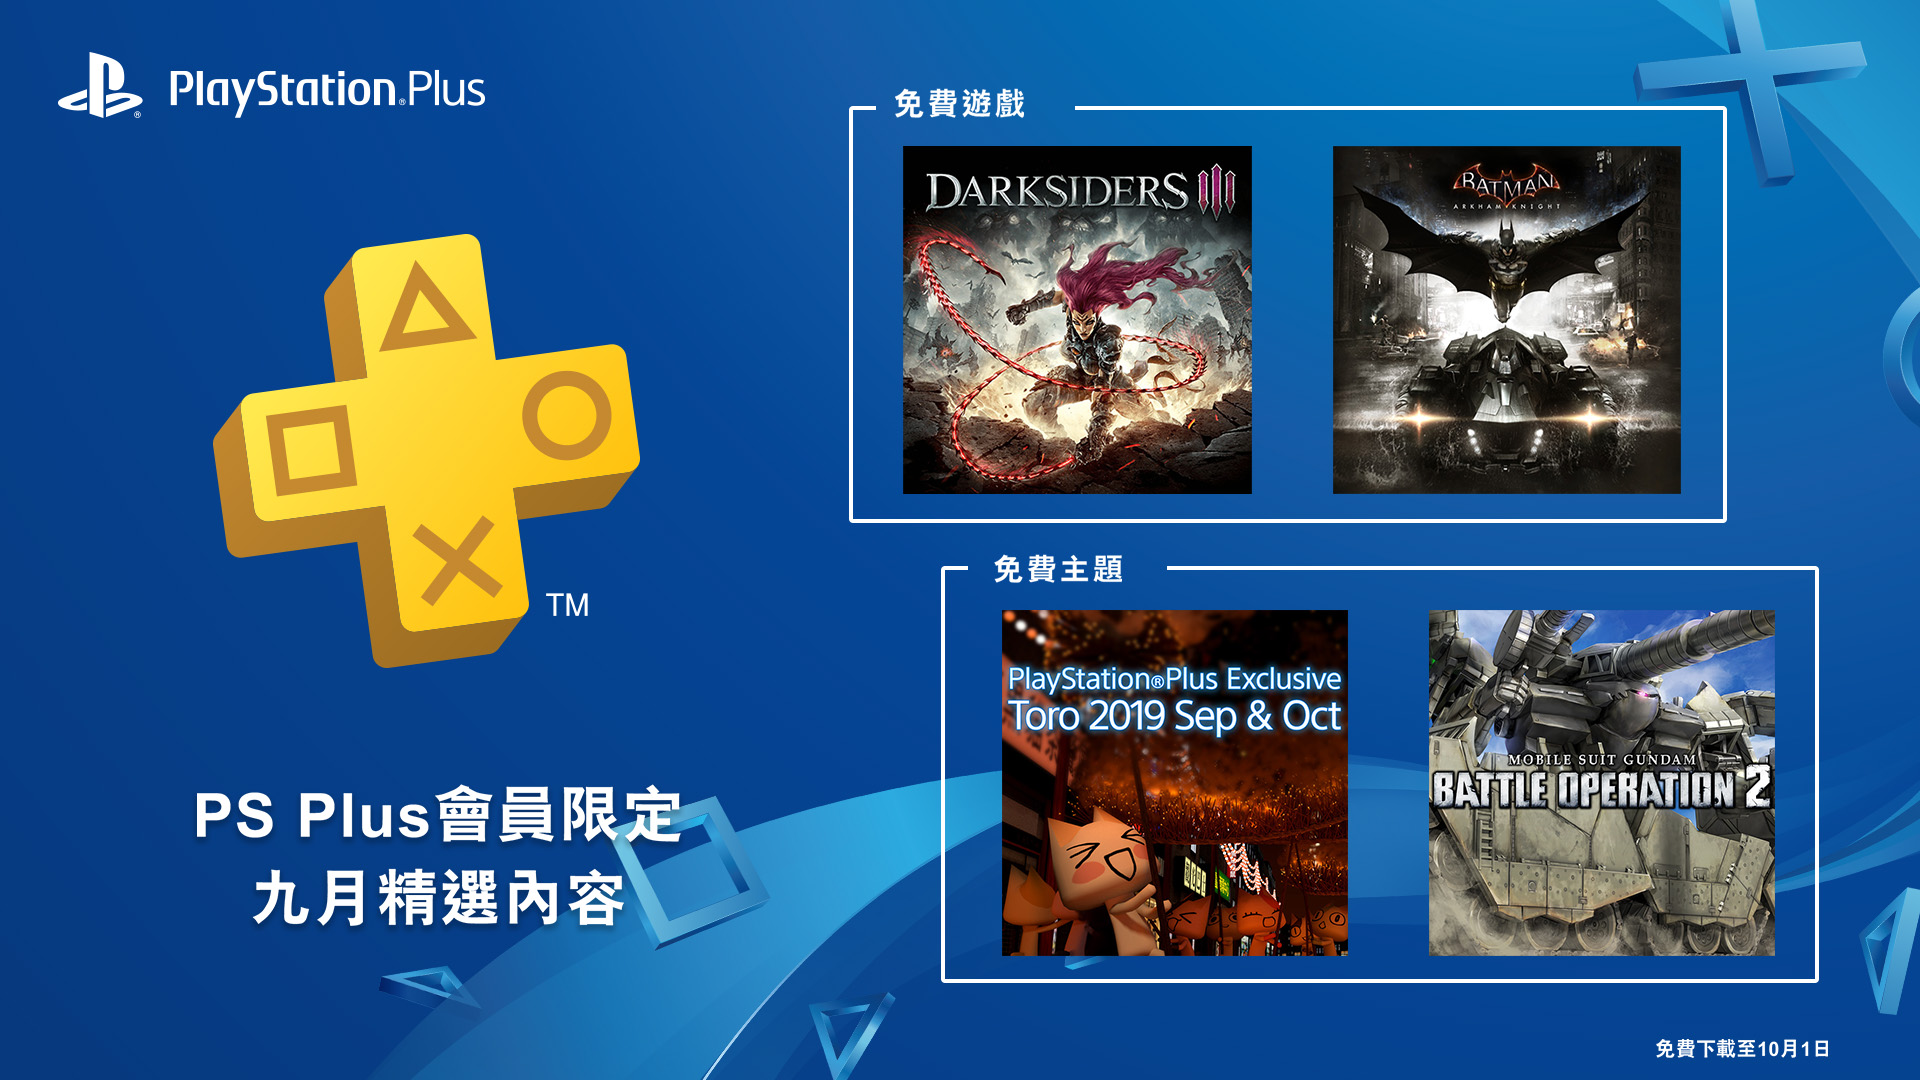 PlayStation®Plus
免費遊戲
DARKSIDERS III
BATMAN
ARKHAM KNIGHT
TM
免費主題
PlayStation®Plus Exclusive
Toro 2019 Sep & Oct
MOBILE SUIT GUNDAM
BATTLE OPERATION 2
PS Plus會員限定
九月精選內容
免費下載至10月1日